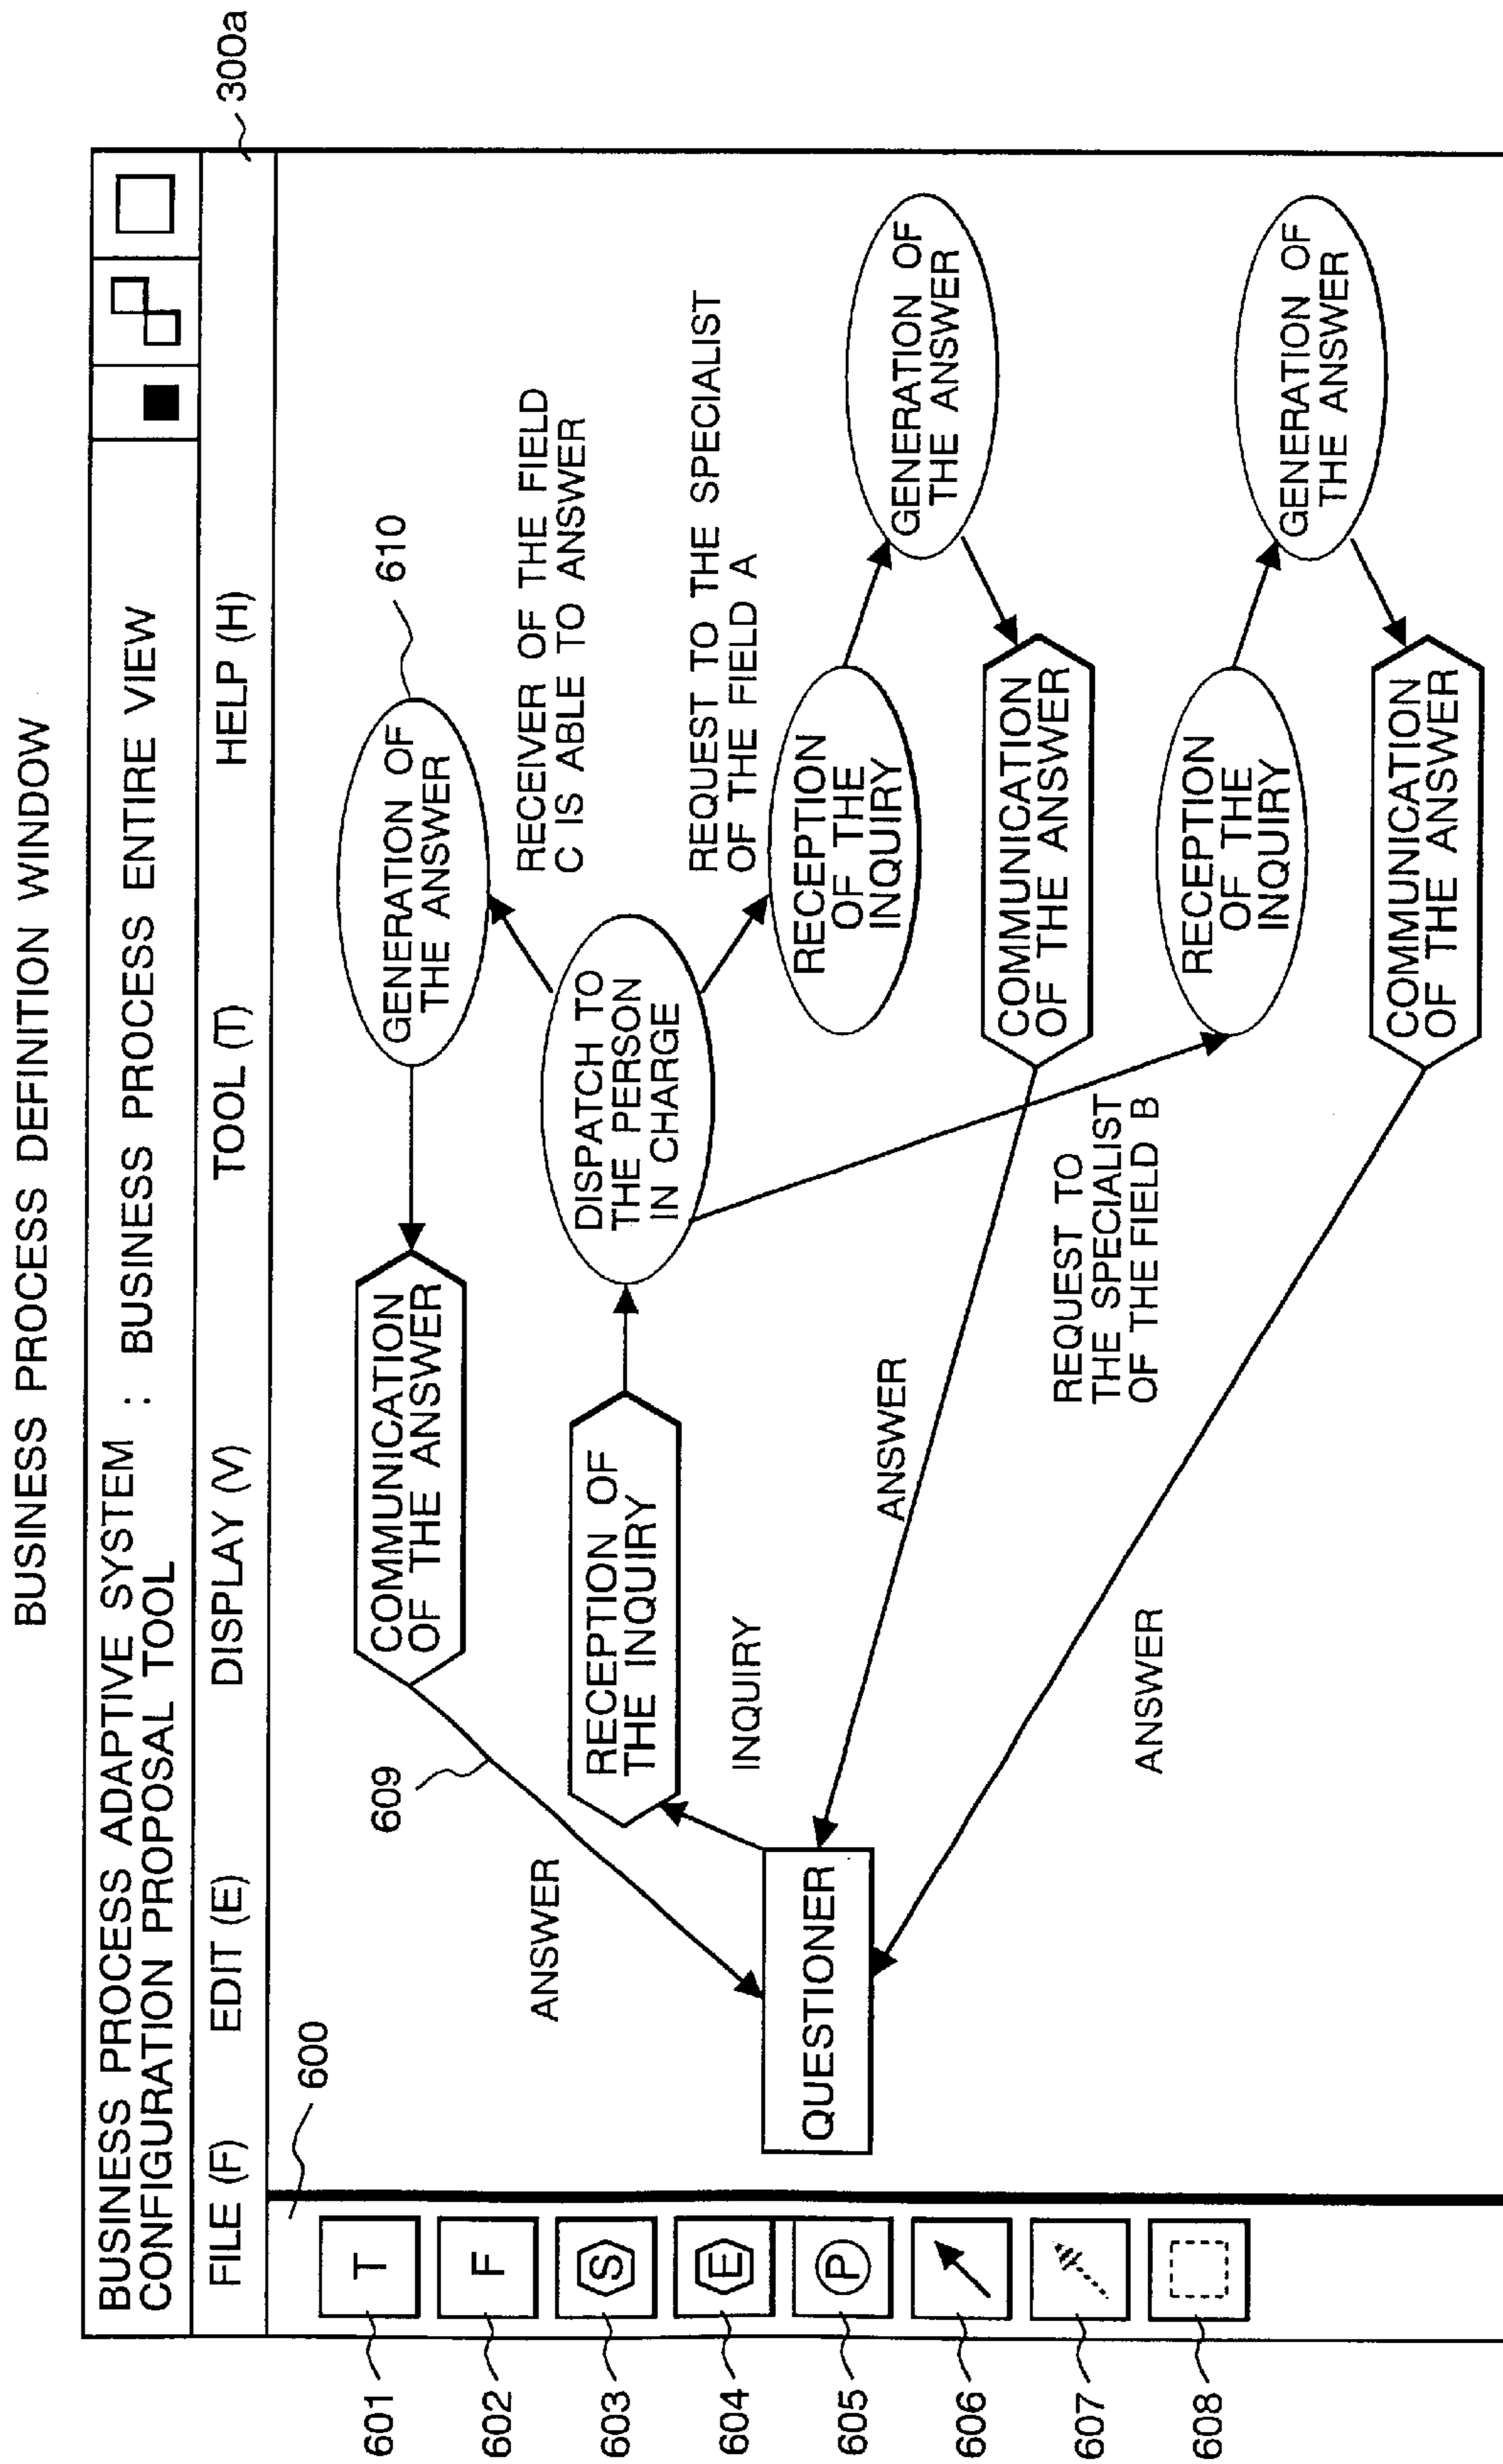 BUSINESS PROCESS DEFINITION WINDOW
BUSINESS PROCESS ADAPTIVE SYSTEM : BUSINESS PROCESS ENTIRE VIEW
CONFIGURATION PROPOSAL TOOL
FILE (F) EDIT (E) DISPLAY (V) TOOL (T) HELP (H)
300a
600
601
T
602
F
603
S
604
E
605
P
606
607
608
COMMUNICATION
OF THE ANSWER
GENERATION OF
THE ANSWER
610
609
ANSWER
RECEPTION OF
THE INQUIRY
DISPATCH TO
THE PERSON
IN CHARGE
RECEIVER OF THE FIELD
C IS ABLE TO ANSWER
INQUIRY
REQUEST TO THE SPECIALIST
OF THE FIELD A
QUESTIONER
RECEPTION
OF THE
INQUIRY
GENERATION OF
THE ANSWER
ANSWER
COMMUNICATION
OF THE ANSWER
REQUEST TO
THE SPECIALIST
OF THE FIELD B
ANSWER
RECEPTION
OF THE
INQUIRY
GENERATION OF
THE ANSWER
COMMUNICATION
OF THE ANSWER